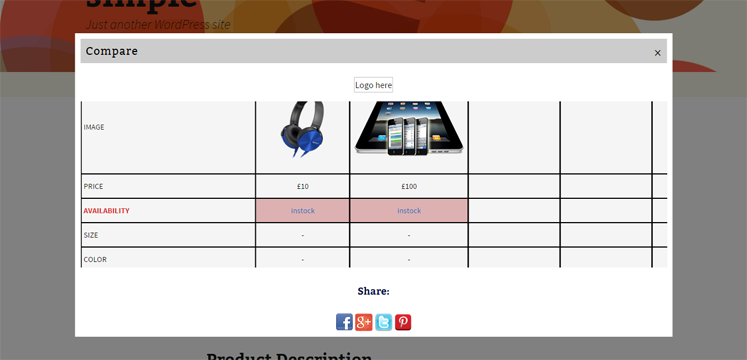 Simple
Just another WordPress site
Compare
×
Logo here
IMAGE
PRICE £10 £100
AVAILABILITY instock instock
SIZE - -
COLOR - -
Share:
Product Description